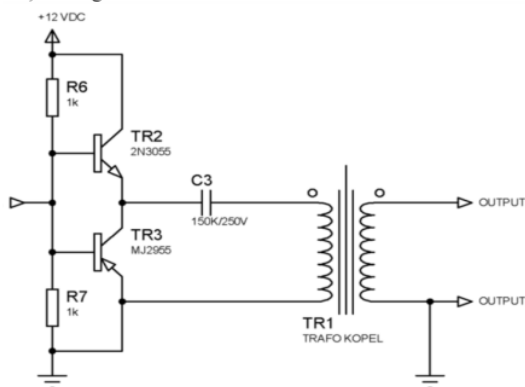 +12 VDC
R6
1k
TR2
2N3055
C3
150K/250V
OUTPUT
TR3
MJ2955
R7
1k
OUTPUT
TR1
TRAFO KOPEL